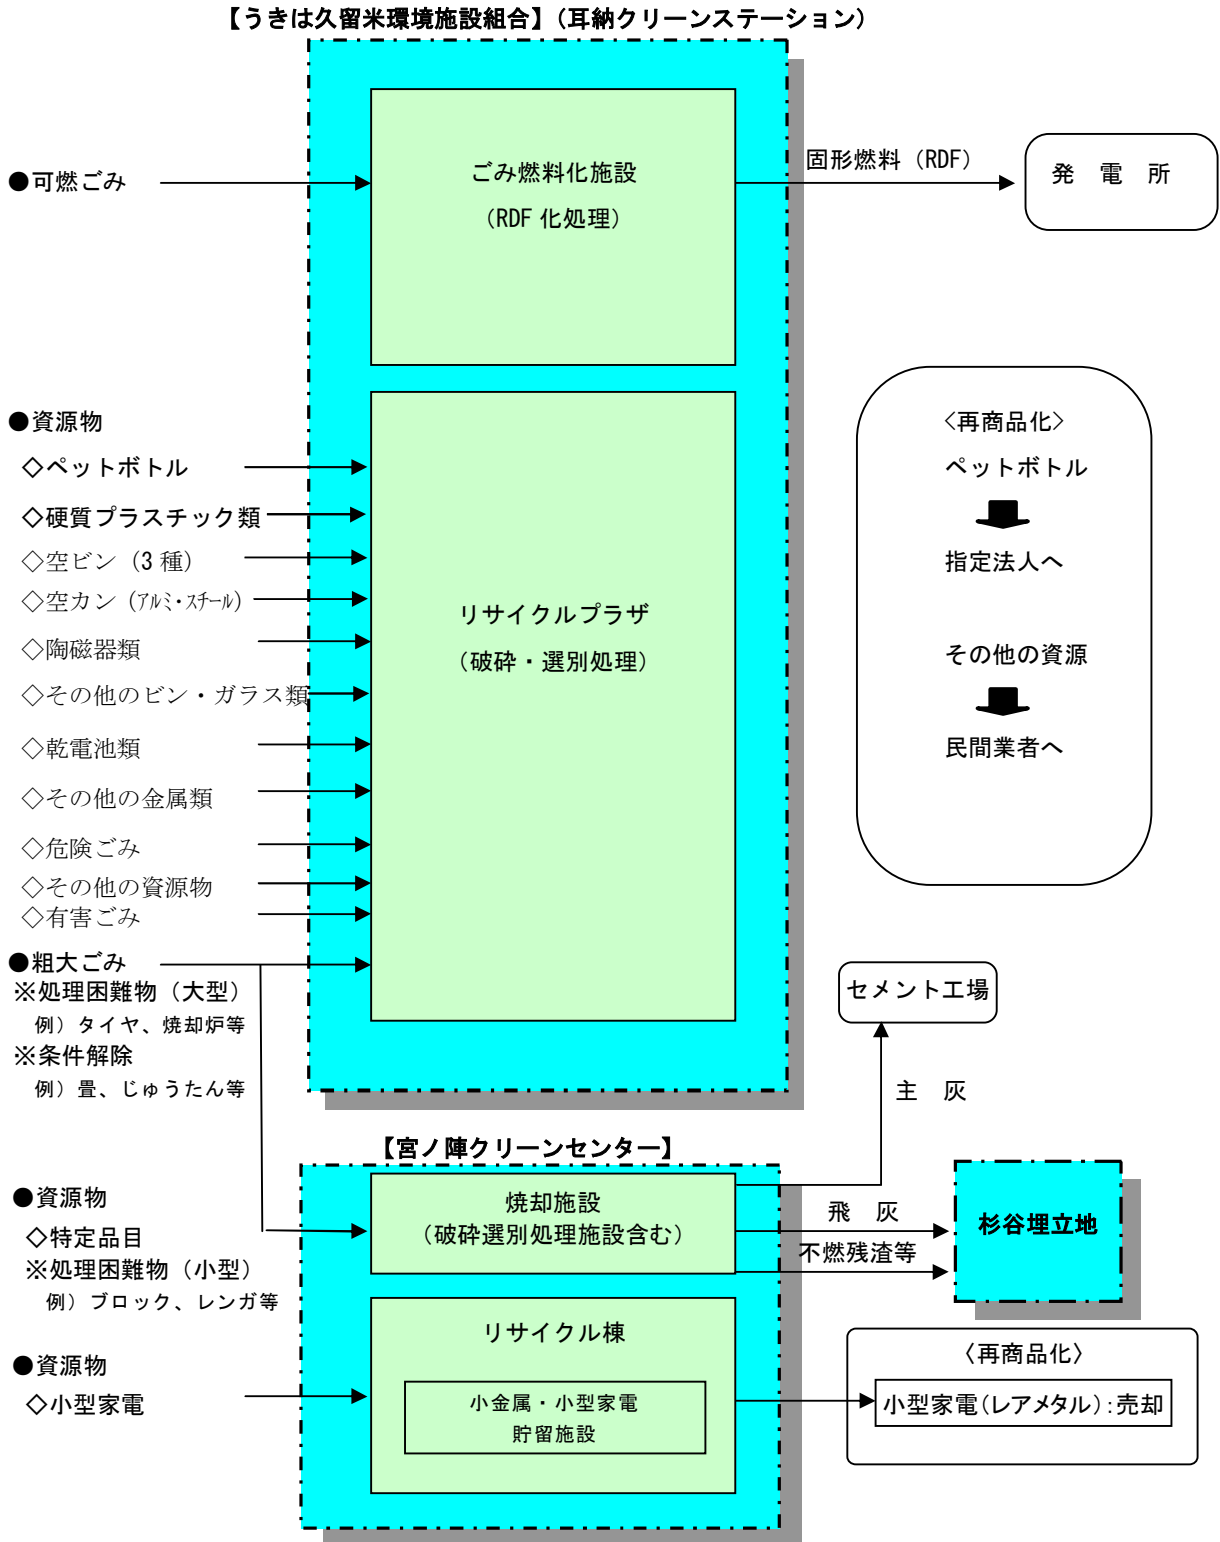 【うきは久留米環境施設組合】（耳納クリーンステーション）
●可燃ごみ
ごみ燃料化施設
（RDF 化処理）
固形燃料（RDF）
発　電　所
●資源物
◇ペットボトル
◇硬質プラスチック類
◇空ビン（3 種）
◇空カン（ｱﾙﾐ・ｽﾁｰﾙ）
◇陶磁器類
◇その他のビン・ガラス類
◇乾電池類
◇その他の金属類
◇危険ごみ
◇その他の資源物
◇有害ごみ
リサイクルプラザ
（破砕・選別処理）
〈再商品化〉
ペットボトル
指定法人へ
その他の資源
民間業者へ
●粗大ごみ
※処理困難物（大型）
例）タイヤ、焼却炉等
※条件解除
例）畳、じゅうたん等
セメント工場
主　灰
【宮ノ陣クリーンセンター】
●資源物
◇特定品目
※処理困難物（小型）
例）ブロック、レンガ等
焼却施設
（破砕選別処理施設含む）
飛　灰
不燃残渣等
杉谷埋立地
●資源物
◇小型家電
リサイクル棟
小金属・小型家電
貯留施設
〈再商品化〉
小型家電（レアメタル）：売却